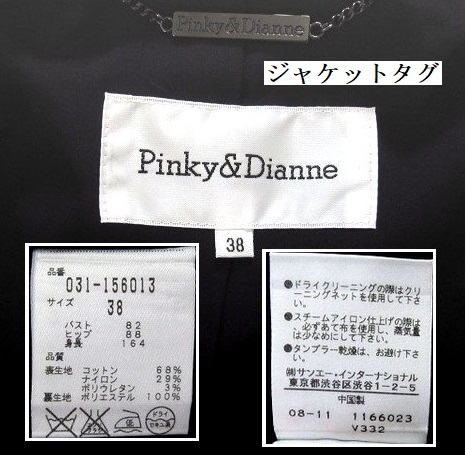 Pinky&Dianne
ジャケットタグ
Pinky&Dianne
38
品番
031-156013
サイズ
38
バスト 82
ヒップ 88
身長 164
品質
表生地 コットン 68%
ナイロン 29%
ポリウレタン 3%
裏生地 ポリエステル 100%
ドライ
セキユ系
●ドライクリーニングの際はクリ
ーニングネットを使用して下さ
い。
●スチームアイロン仕上げの際は
、必ずあて布を使用し、蒸気量
は少なめにして下さい。
●タンブラー乾燥は、お避け下さ
い。
㈱サンエー・インターナショナル
東京都渋谷区渋谷1-2-5
中国製
08-11 1166023
V332